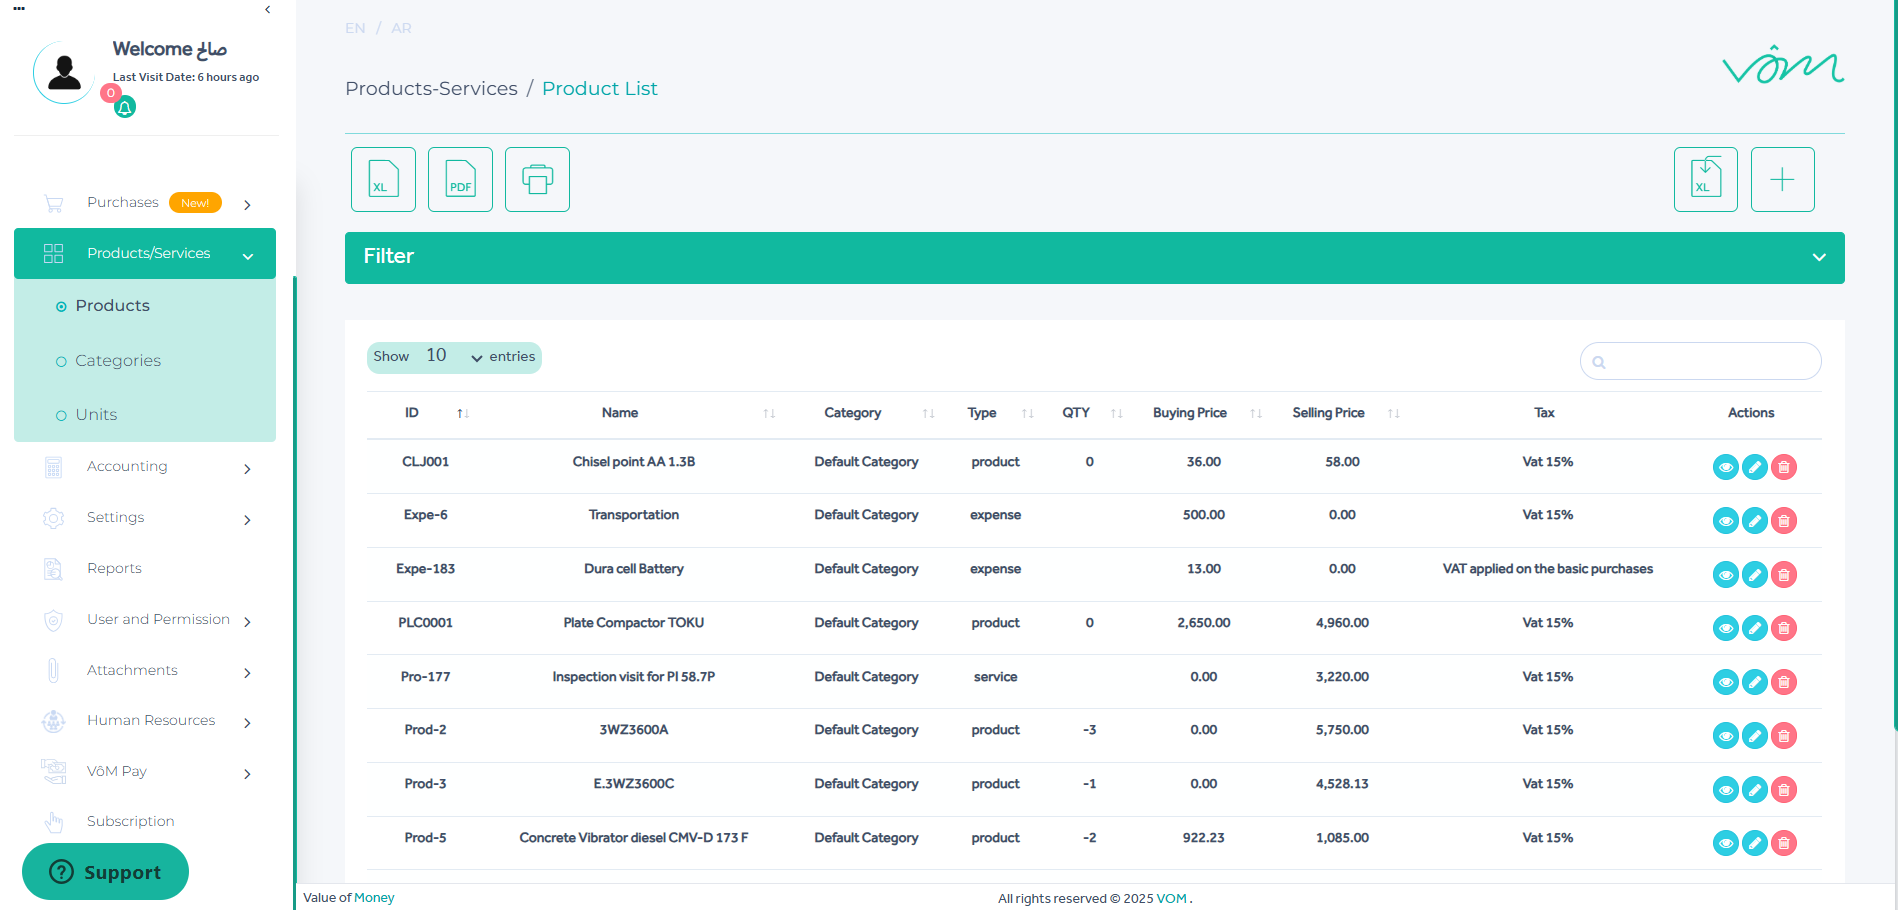 Welcome صالح
Last Visit Date: 6 hours ago
0
Purchases New!
Products/Services
Products
Categories
Units
Accounting
Settings
Reports
User and Permission
Attachments
Human Resources
VôM Pay
Subscription
Support
EN / AR
vôm
Products-Services / Product List
XL PDF XL
Filter
Show 10 entries
ID Name Category Type QTY Buying Price Selling Price Tax Actions
CLJ001 Chisel point AA 1.3B Default Category product 0 36.00 58.00 Vat 15%
Expe-6 Transportation Default Category expense 500.00 0.00 Vat 15%
Expe-183 Dura cell Battery Default Category expense 13.00 0.00 VAT applied on the basic purchases
PLC0001 Plate Compactor TOKU Default Category product 0 2,650.00 4,960.00 Vat 15%
Pro-177 Inspection visit for PI 58.7P Default Category service 0.00 3,220.00 Vat 15%
Prod-2 3WZ3600A Default Category product -3 0.00 5,750.00 Vat 15%
Prod-3 E.3WZ3600C Default Category product -1 0.00 4,528.13 Vat 15%
Prod-5 Concrete Vibrator diesel CMV-D 173 F Default Category product -2 922.23 1,085.00 Vat 15%
Value of Money
All rights reserved © 2025 VOM .